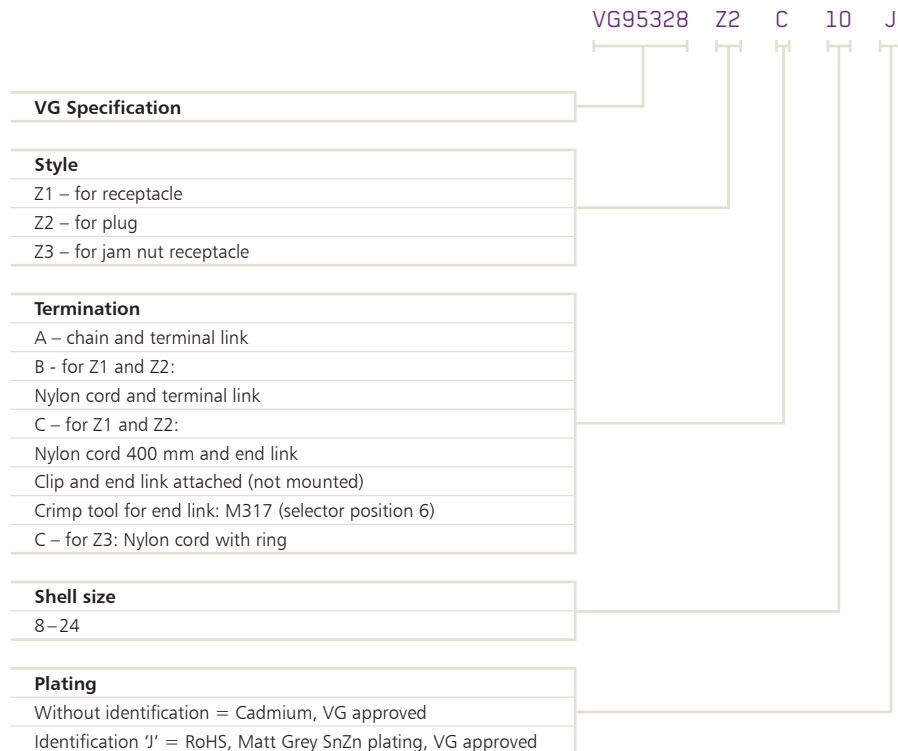 VG95328 Z2 C 10 J
VG Specification
Style
Z1 – for receptacle
Z2 – for plug
Z3 – for jam nut receptacle
Termination
A – chain and terminal link
B - for Z1 and Z2:
Nylon cord and terminal link
C – for Z1 and Z2:
Nylon cord 400 mm and end link
Clip and end link attached (not mounted)
Crimp tool for end link: M317 (selector position 6)
C – for Z3: Nylon cord with ring
Shell size
8–24
Plating
Without identification = Cadmium, VG approved
Identification ‘J’ = RoHS, Matt Grey SnZn plating, VG approved